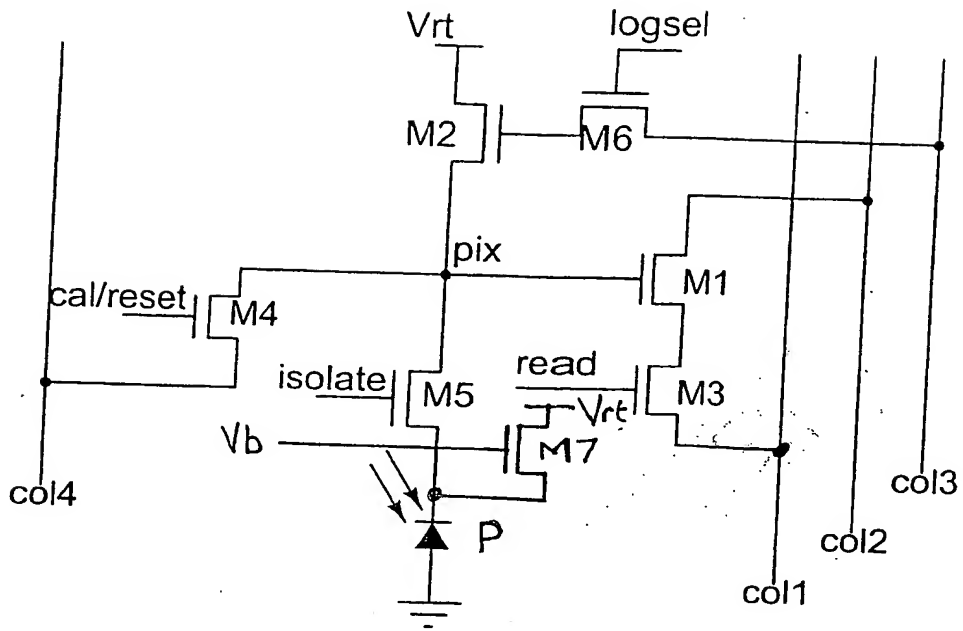 Vrt
logsel
M2
M6
pix
M1
cal/reset
M4
read
isolate
M5
M3
Vrt
Vb
M7
col4
col3
P
col2
col1